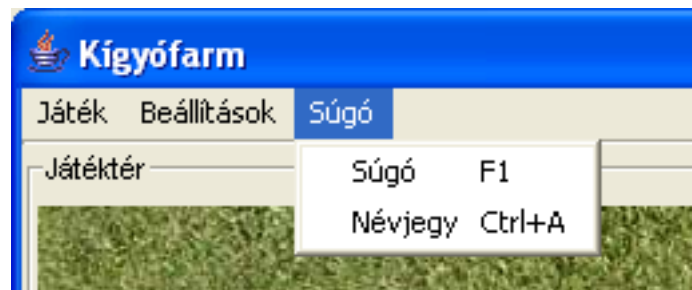 Kígyófarm
Játék Beállítások Súgó
Játéktér
Súgó F1
Névjegy Ctrl+A